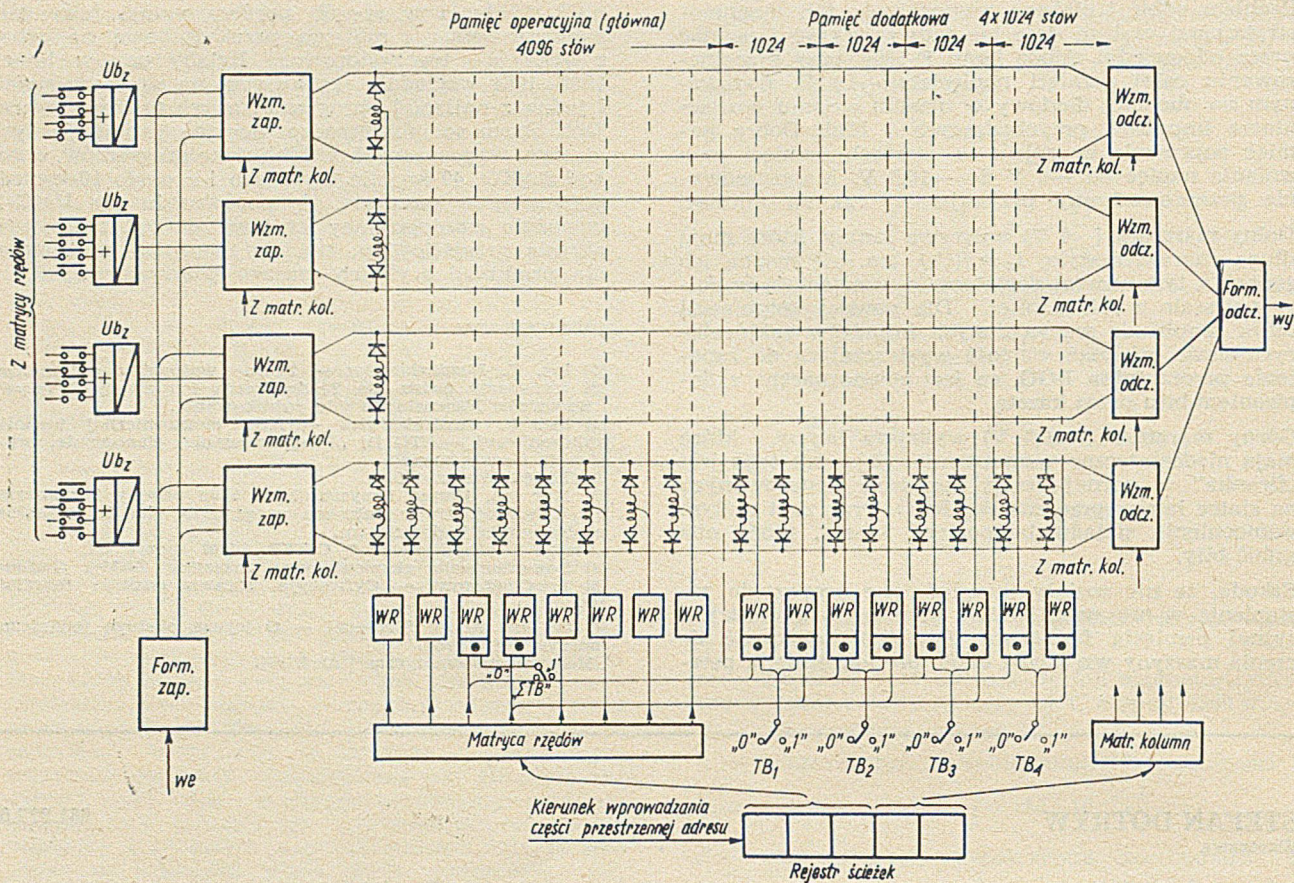 Pamięć operacyjna (główna)
4096 słów
Pamięć dodatkowa 4x1024 słow
1024
1024
1024
1024
Z matrycy rzędów
Ubz
+
Wzm. zap.
Z matr. kol.
Wzm. odcz.
Z matr. kol.
Ubz
+
Wzm. zap.
Z matr. kol.
Wzm. odcz.
Z matr. kol.
Form. odcz.
wy
Ubz
+
Wzm. zap.
Z matr. kol.
Wzm. odcz.
Z matr. kol.
Ubz
+
Wzm. zap.
Z matr. kol.
Wzm. odcz.
Z matr. kol.
WR WR WR WR WR WR WR WR WR WR WR WR WR WR WR WR
Form. zap.
we
„0" „1"
„ΣTB"
Matryca rzędów
„0" „1" „0" „1" „0" „1" „0" „1"
TB1 TB2 TB3 TB4
Matr. kolumn
Kierunek wprowadzania
części przestrzennej adresu
Rejestr ścieżek